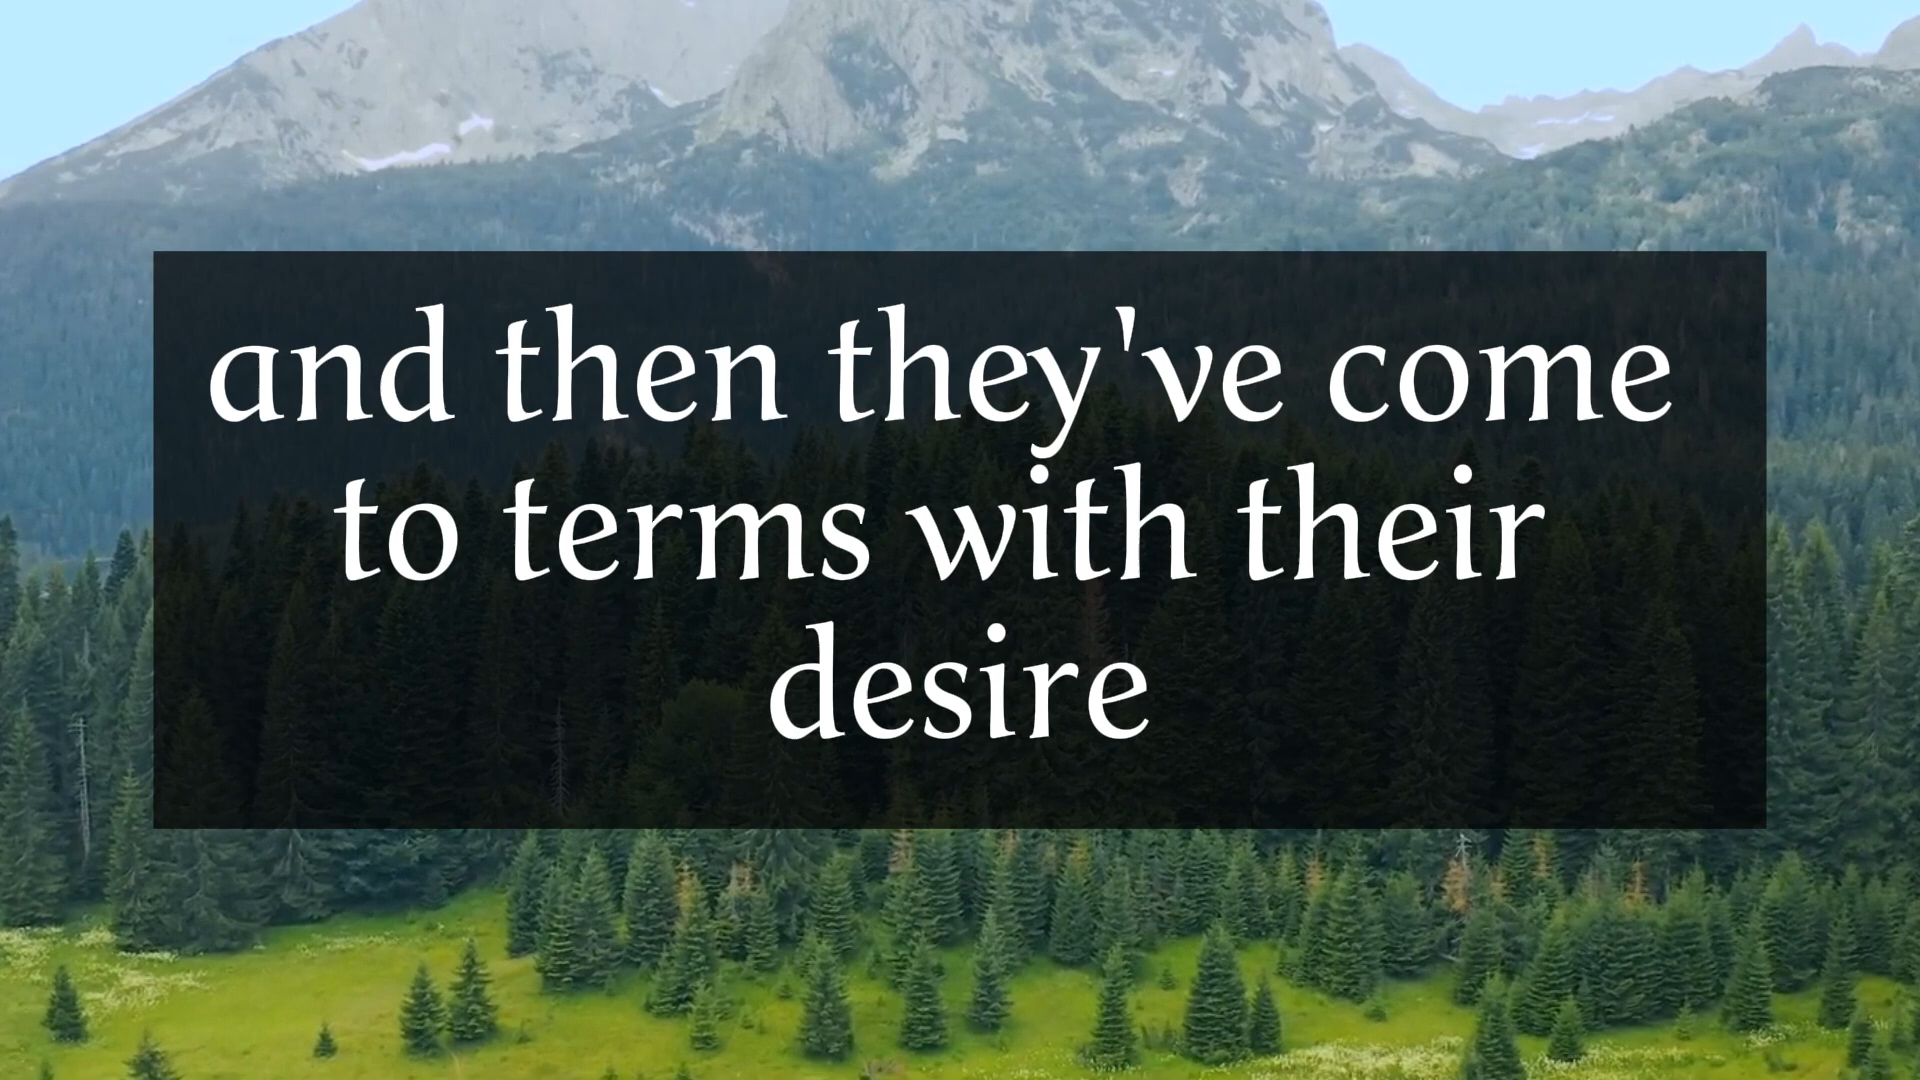 and then they've come
to terms with their
desire